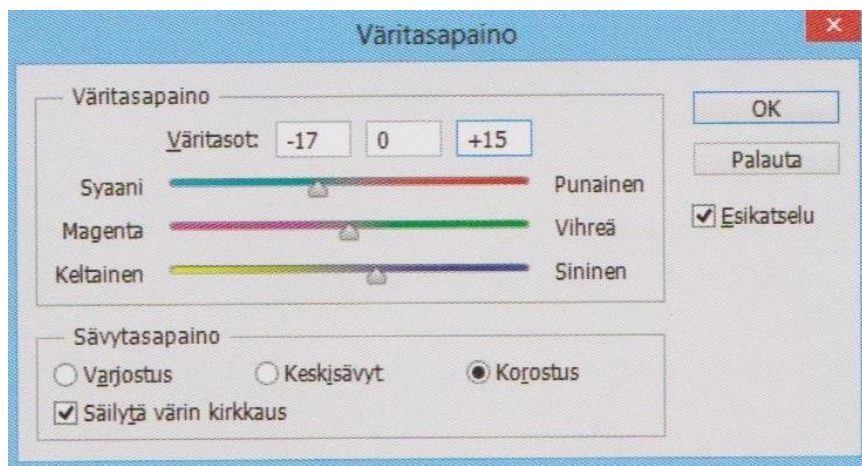 Väritasapaino
Väritasapaino
Väritasot: -17 0 +15
Syaani Punainen
Magenta Vihreä
Keltainen Sininen
OK
Palauta
Esikatselu
Sävytasapaino
Varjostus Keskisävyt Korostus
Säilytä värin kirkkaus